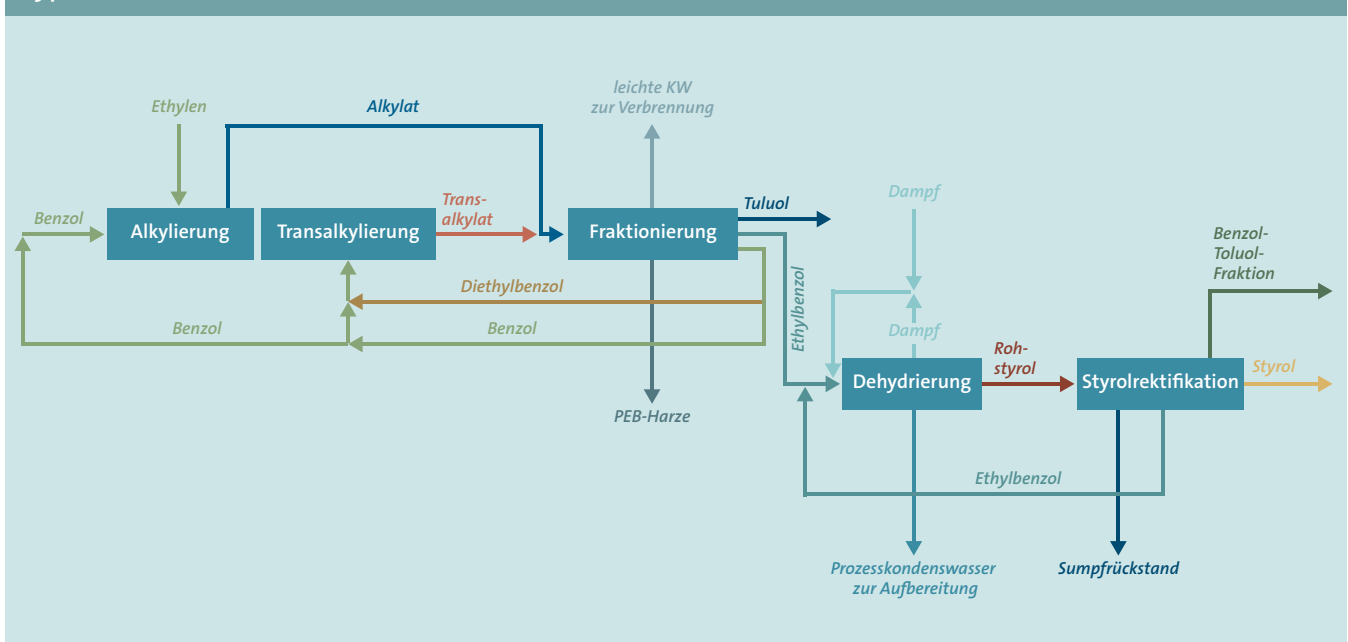 leichte KW
zur Verbrennung
Ethylen
Alkylat
Dampf
Trans-
alkylat
Tuluol
Benzol
Alkylierung
Transalkylierung
Fraktionierung
Benzol-
Toluol-
Fraktion
Diethylbenzol
Ethylbenzol
Benzol
Benzol
Dampf
Roh-
styrol
Styrol
Dehydrierung
Styrolrektifikation
PEB-Harze
Ethylbenzol
Prozesskondenswasser
zur Aufbereitung
Sumpfrückstand